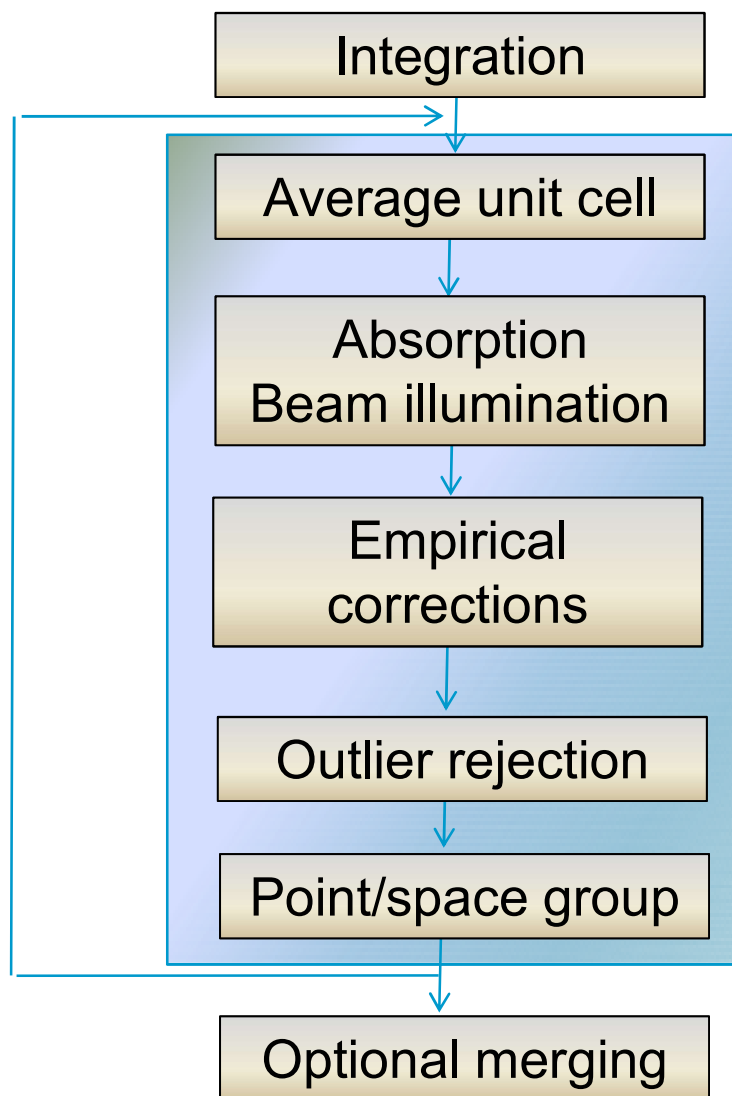 Integration
Average unit cell
Absorption
Beam illumination
Empirical
corrections
Outlier rejection
Point/space group
Optional merging